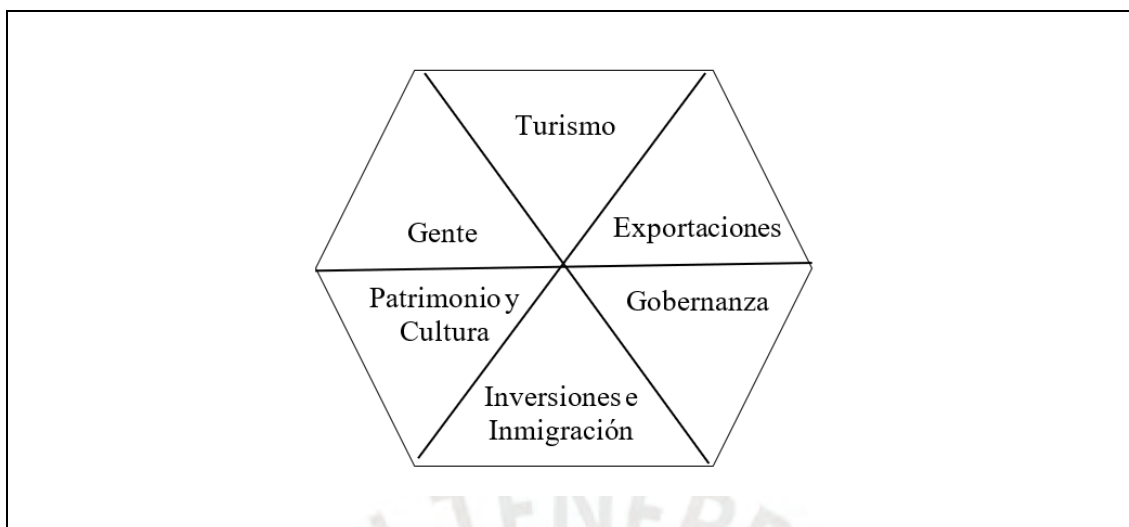 Turismo
Gente
Exportaciones
Patrimonio y
Cultura
Gobernanza
Inversiones e
Inmigración